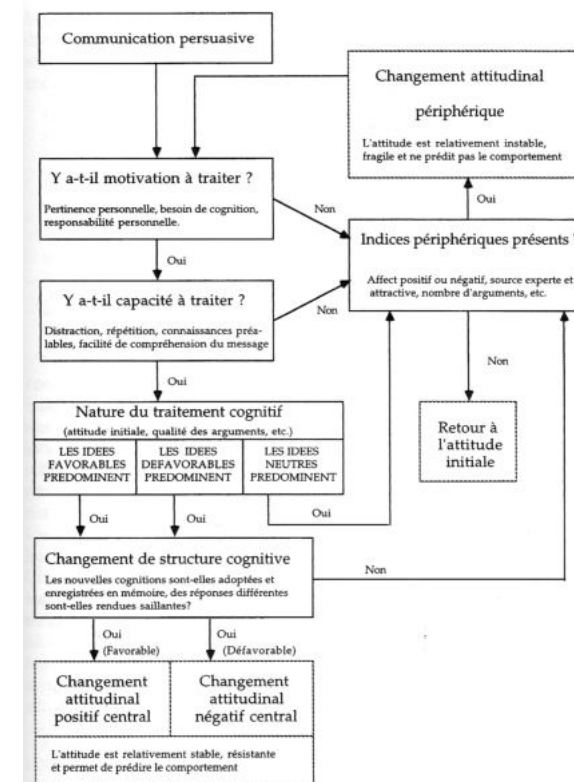 Communication persuasive
Changement attitudinal
périphérique
L'attitude est relativement instable,
fragile et ne prédit pas le comportement
Y a-t-il motivation à traiter ?
Pertinence personnelle, besoin de cognition,
responsabilité personnelle.
Non
Oui
Indices périphériques présents ?
Affect positif ou négatif, source experte et
attractive, nombre d'arguments, etc.
Oui
Y a-t-il capacité à traiter ?
Distraction, répétition, connaissances préa-
lables, facilité de compréhension du message
Non
Non
Oui
Retour à
l'attitude
initiale
Nature du traitement cognitif
(attitude initiale, qualité des arguments, etc.)
LES IDEES
FAVORABLES
PREDOMINENT
LES IDEES
DEFAVORABLES
PREDOMINENT
LES IDEES
NEUTRES
PREDOMINENT
Oui
Oui
Oui
Changement de structure cognitive
Les nouvelles cognitions sont-elles adoptées et
enregistrées en mémoire, des réponses différentes
sont-elles rendues saillantes?
Non
Oui
(Favorable)
Oui
(Défavorable)
Changement
attitudinal
positif central
Changement
attitudinal
négatif central
L'attitude est relativement stable, résistante
et permet de prédire le comportement